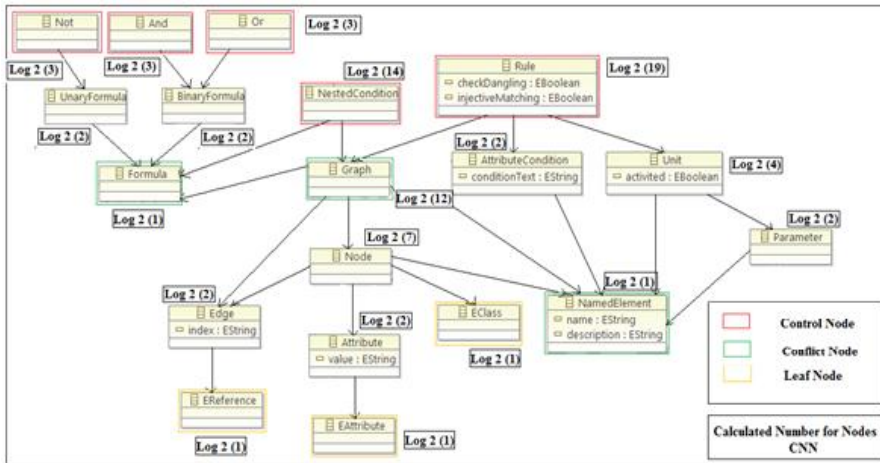 Not
And
Or
Log 2 (3)
Log 2 (3)
Log 2 (3)
Log 2 (14)
Rule
checkDangling : EBoolean
injectiveMatching : EBoolean
Log 2 (19)
UnaryFormula
BinaryFormula
NestedCondition
Log 2 (2)
Log 2 (2)
Log 2 (2)
Formula
Graph
AttributeCondition
conditionText : EString
Unit
activited : EBoolean
Log 2 (4)
Log 2 (1)
Log 2 (12)
Log 2 (2)
Parameter
Log 2 (7)
Node
Log 2 (2)
Edge
index : EString
Log 2 (1)
NamedElement
name : EString
description : EString
EClass
Log 2 (1)
Log 2 (2)
Attribute
value : EString
EReference
Log 2 (1)
EAttribute
Log 2 (1)
Control Node
Conflict Node
Leaf Node
Calculated Number for Nodes
CNN